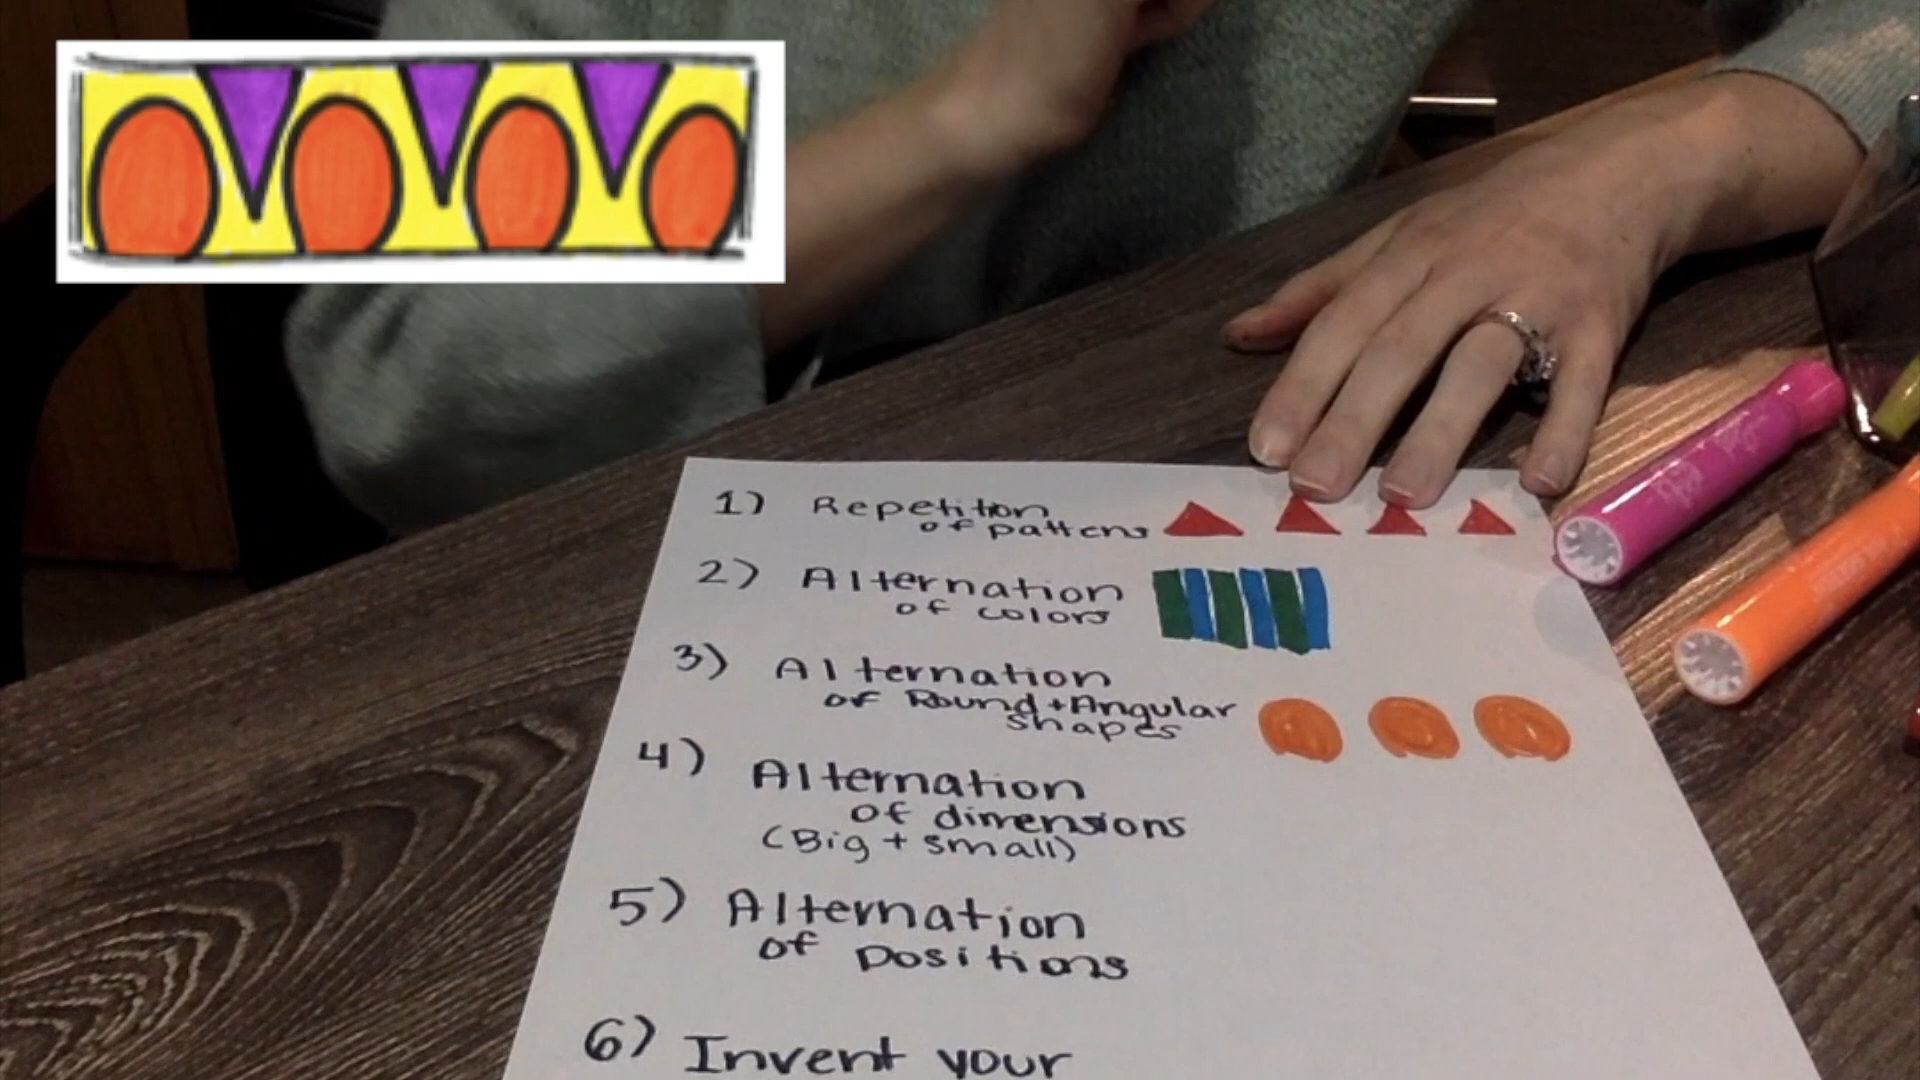 1) Repetition
of pattens
2) Alternation
of colors
3) Alternation
of Round + Angular
shapes
4) Alternation
of dimensions
(Big + small)
5) Alternation
of positions
6) Invent your